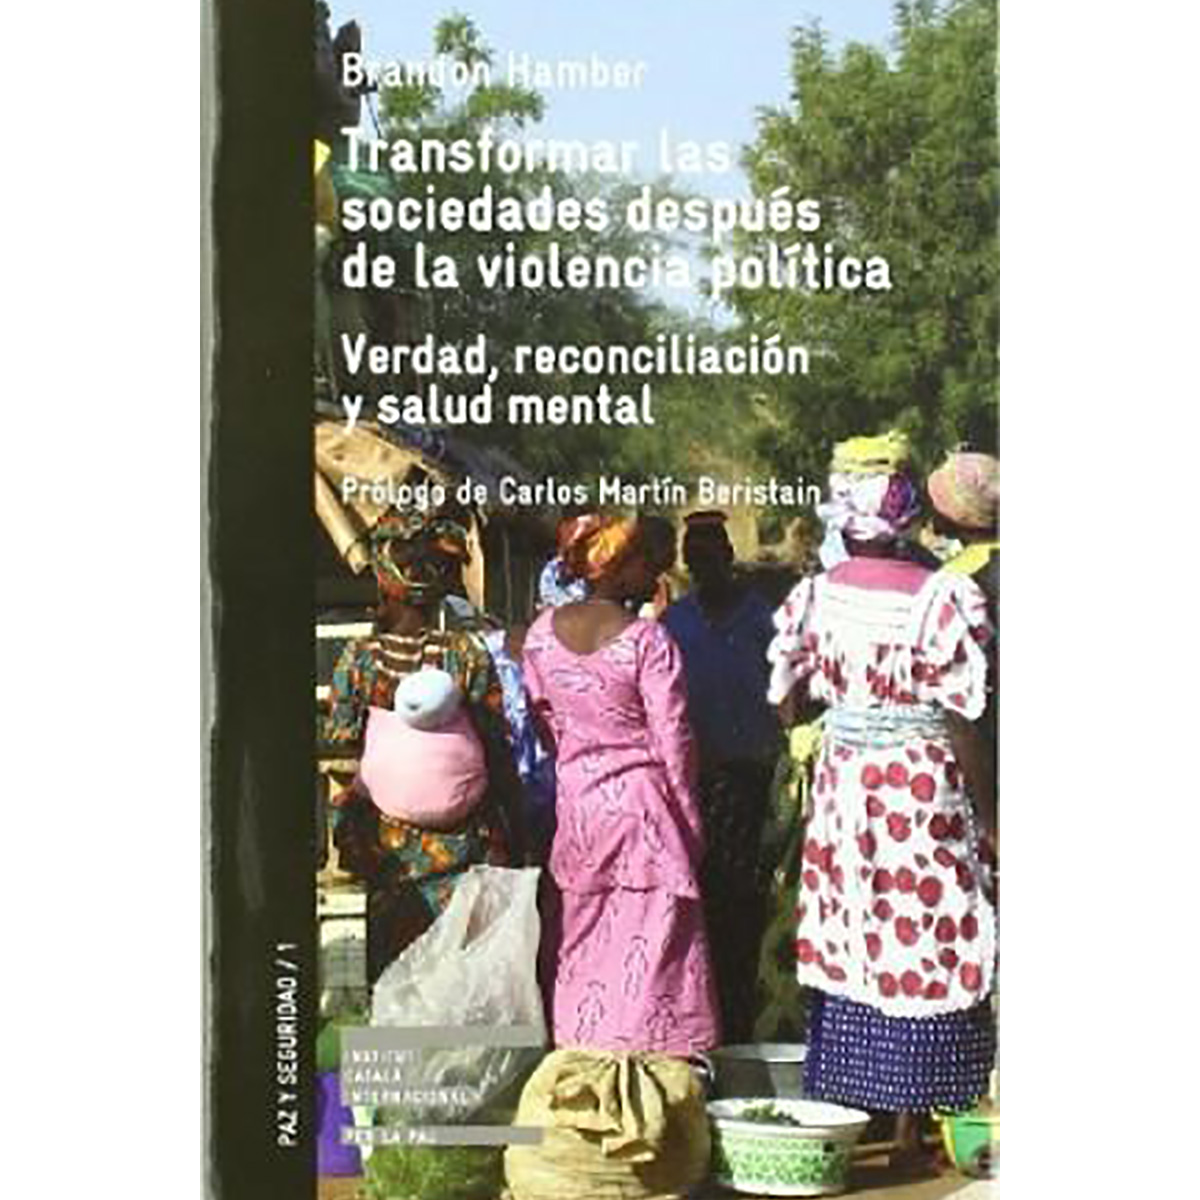 Brandon Hamber
Transformar las
sociedades después
de la violencia política
Verdad, reconciliación
y salud mental
Prólogo de Carlos Martín Beristain
INSTITUT
CATALÀ
INTERNACIONAL
PER LA PAU
PAZ Y SEGURIDAD / 1